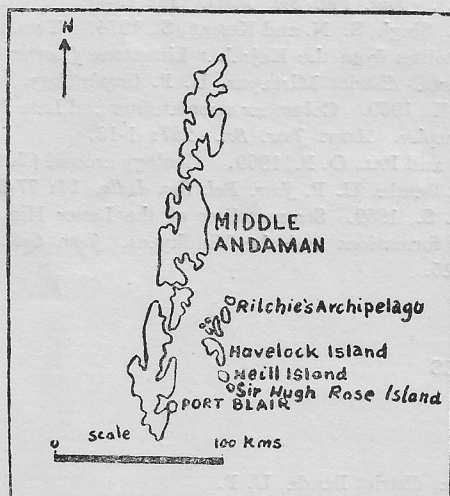 N
MIDDLE
ANDAMAN
Rilchie's Archipelago
Havelock Island
Neill Island
Sir Hugh Rose Island
PORT BLAIR
scale
0 100 Kms